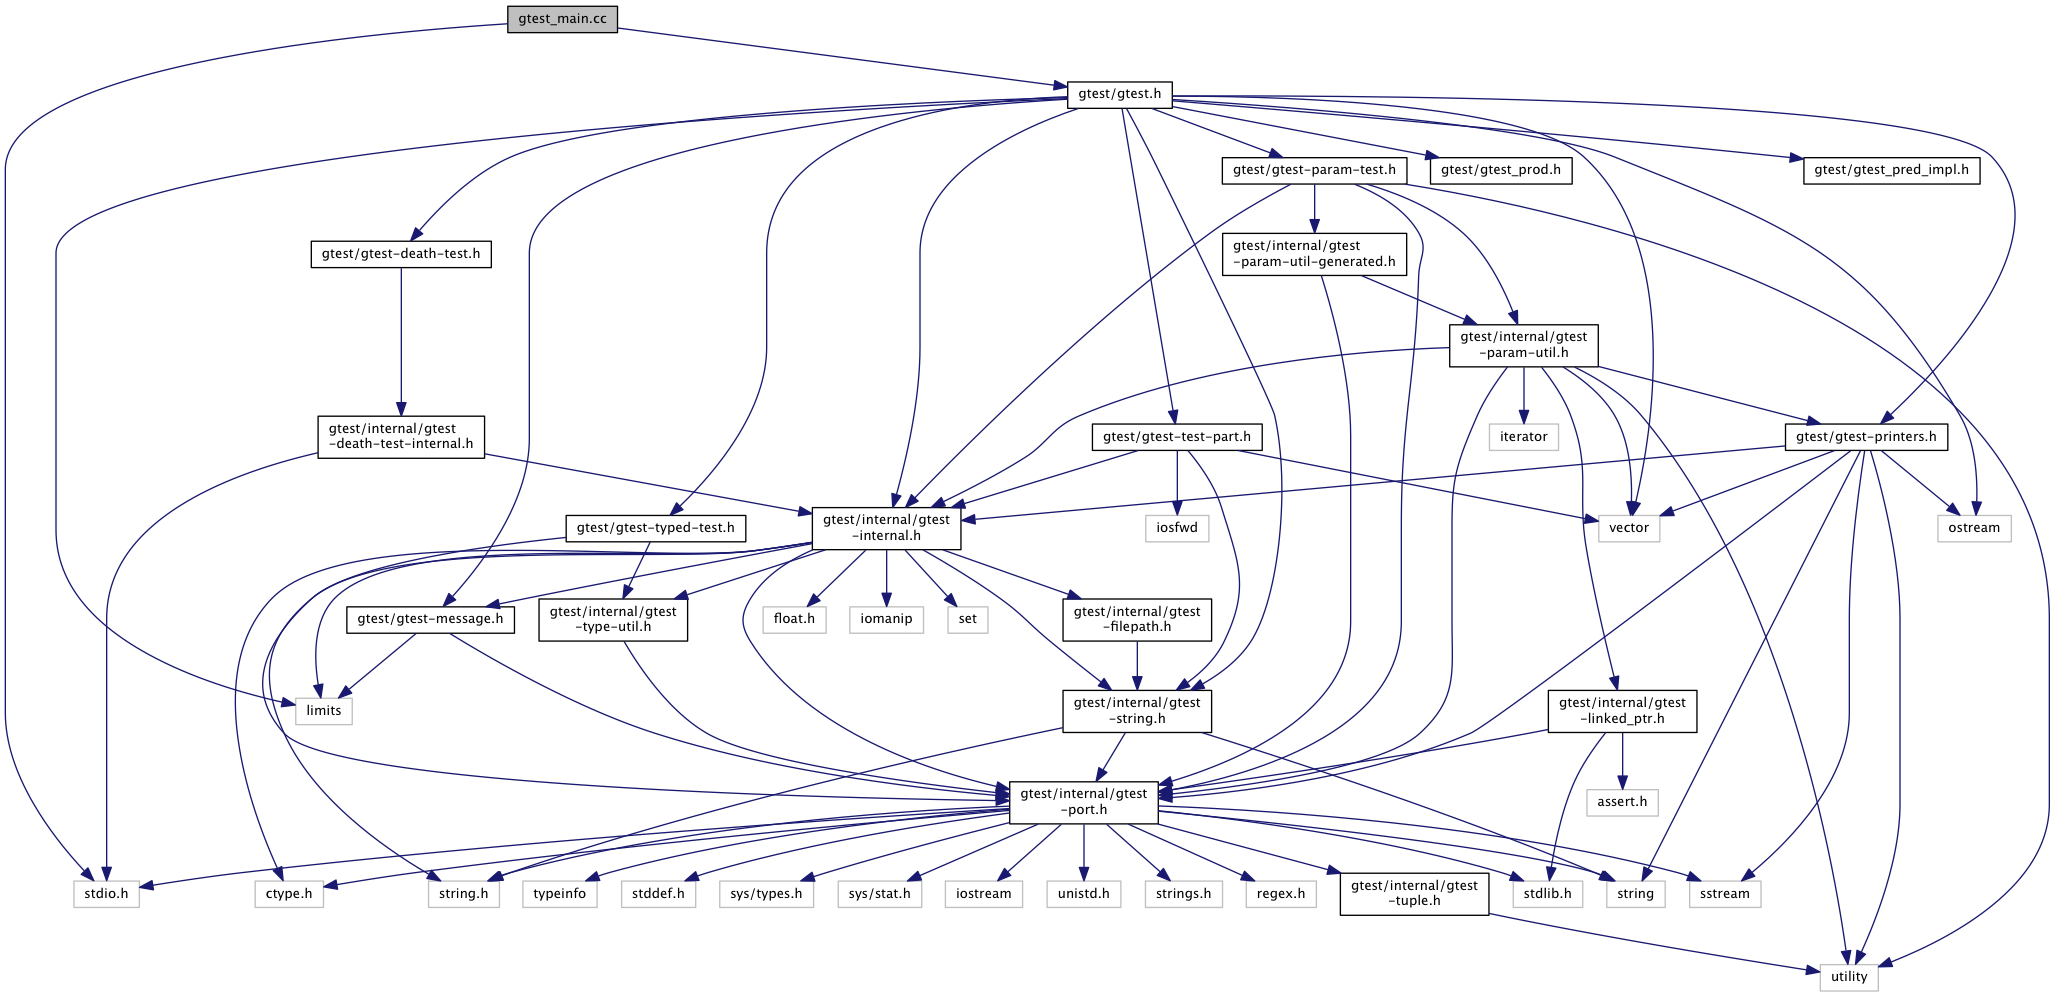 gtest_main.cc
gtest/gtest.h
gtest/gtest-param-test.h
gtest/gtest_prod.h
gtest/gtest_pred_impl.h
gtest/gtest-death-test.h
gtest/internal/gtest
-param-util-generated.h
gtest/internal/gtest
-param-util.h
gtest/internal/gtest
-death-test-internal.h
gtest/gtest-test-part.h
iterator
gtest/gtest-printers.h
gtest/gtest-typed-test.h
gtest/internal/gtest
-internal.h
iosfwd
vector
ostream
gtest/gtest-message.h
gtest/internal/gtest
-type-util.h
float.h
iomanip
set
gtest/internal/gtest
-filepath.h
limits
gtest/internal/gtest
-string.h
gtest/internal/gtest
-linked_ptr.h
gtest/internal/gtest
-port.h
assert.h
stdio.h
ctype.h
string.h
typeinfo
stddef.h
sys/types.h
sys/stat.h
iostream
unistd.h
strings.h
regex.h
gtest/internal/gtest
-tuple.h
stdlib.h
string
sstream
utility